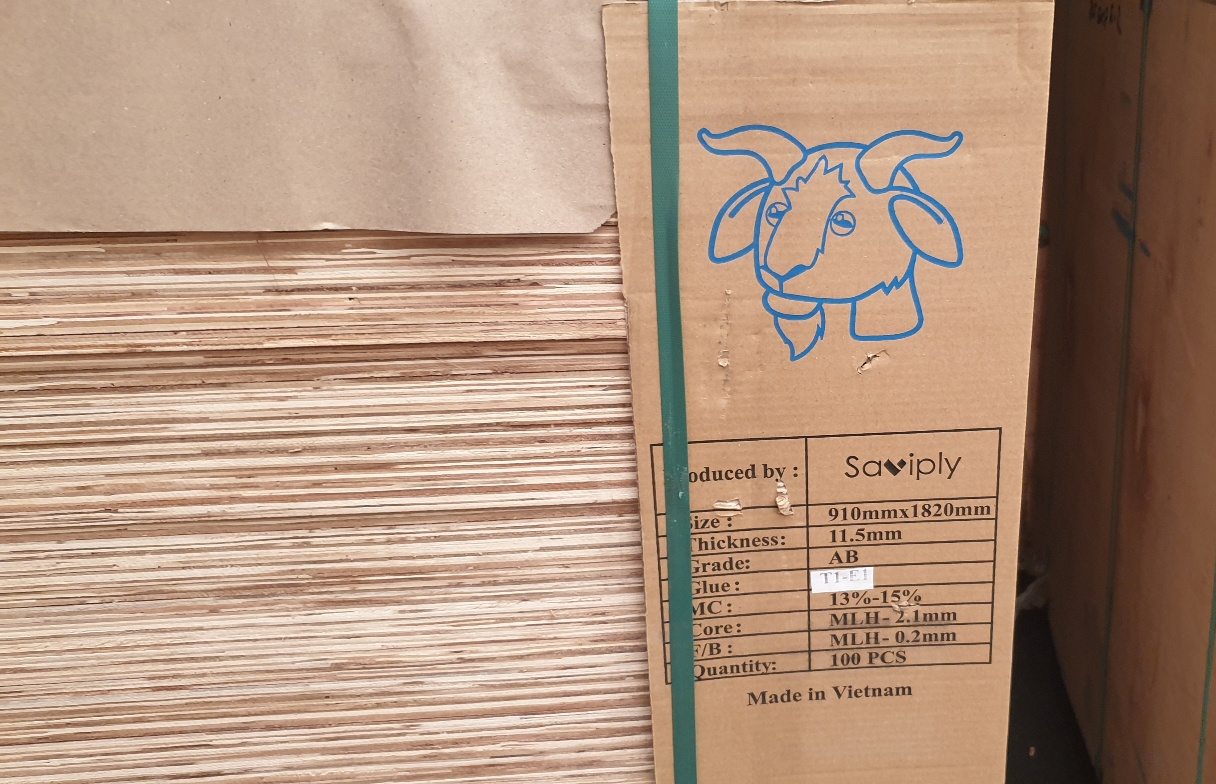 oduced by : Saviply
ize : 910mmx1820mm
Thickness: 11.5mm
Grade: AB
Glue : T1-E1
MC : 13%-15%
Core: MLH- 2.1mm
F/B : MLH- 0.2mm
Quantity: 100 PCS
Made in Vietnam